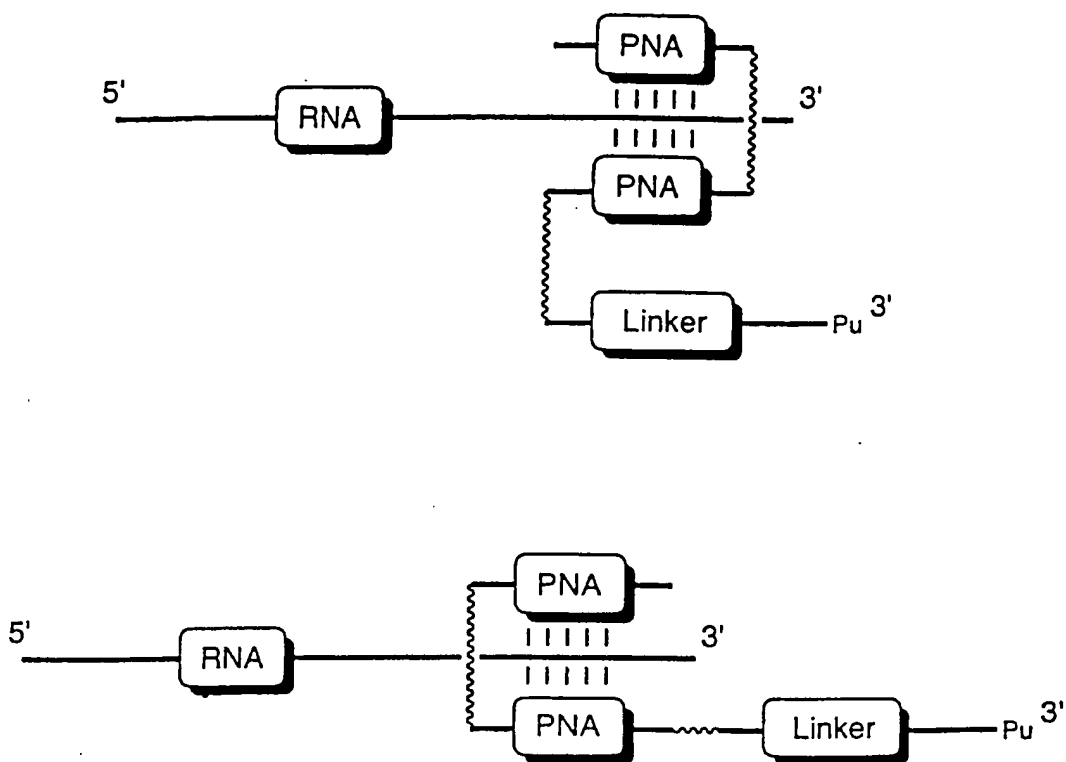 PNA
5'
RNA
3'
PNA
Linker
Pu 3'
PNA
5'
RNA
3'
PNA
Linker
Pu 3'